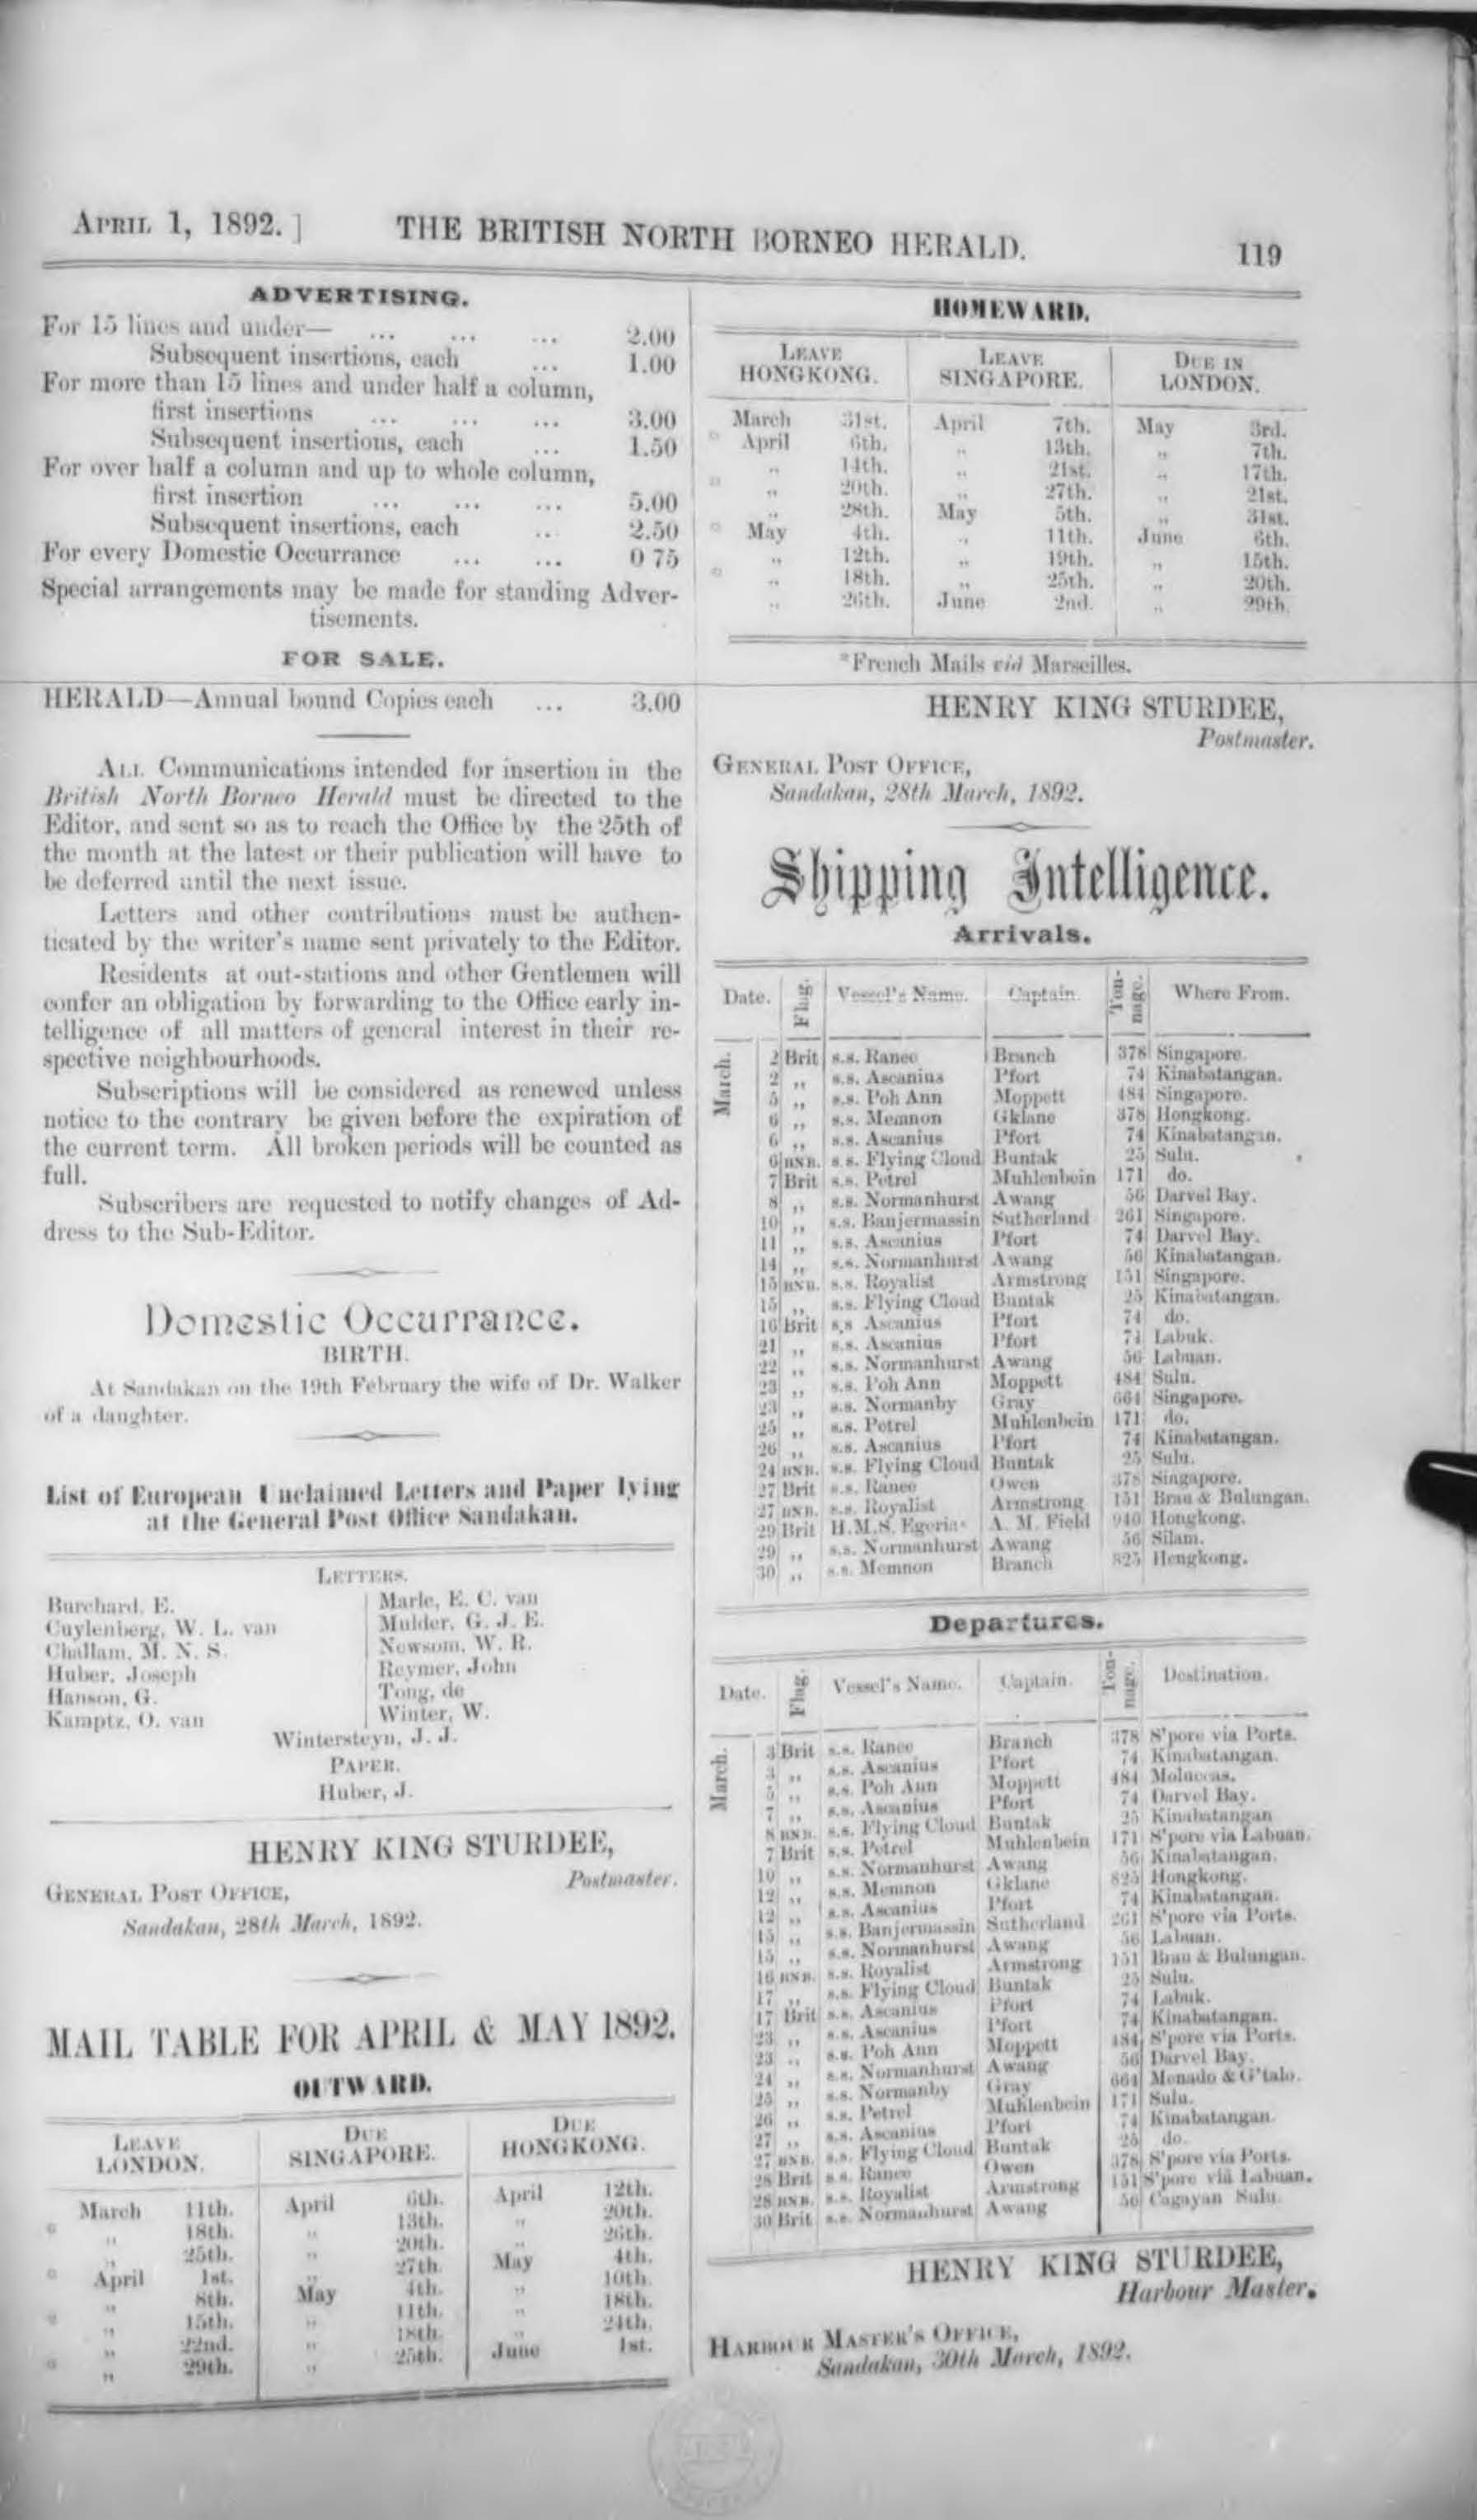 APRIL 1, 1892. ] THE BRITISH NORTH BORNEO HERALD. 119
ADVERTISING.
For 15 lines and under— ... ... ... 2.00
Subsequent insertions, each ... 1.00
For more than 15 lines and under half a column,
first insertions ... ... ... 3.00
Subsequent insertions, each ... 1.50
For over half a column and up to whole column,
first insertion ... ... ... 5.00
Subsequent insertions, each ... 2.50
For every Domestic Occurrance ... ... 0 75
Special arrangements may be made for standing Adver-
tisements.
FOR SALE.
HERALD—Annual bound Copies each ... 3.00
ALL Communications intended for insertion in the
British North Borneo Herald must be directed to the
Editor, and sent so as to reach the Office by the 25th of
the month at the latest or their publication will have to
be deferred until the next issue.
Letters and other contributions must be authen-
ticated by the writer's name sent privately to the Editor.
Residents at out-stations and other Gentlemen will
confer an obligation by forwarding to the Office early in-
telligence of all matters of general interest in their re-
spective neighbourhoods.
Subscriptions will be considered as renewed unless
notice to the contrary be given before the expiration of
the current term. All broken periods will be counted as
full.
Subscribers are requested to notify changes of Ad-
dress to the Sub-Editor.
Domestic Occurrance.
BIRTH.
At Sandakan on the 19th February the wife of Dr. Walker
of a daughter.
List of European Unclaimed Letters and Paper lying
at the General Post Office Sandakan.
LETTERS.
Burchard, E.
Cuylenberg, W. L. van
Challam, M. N. S.
Huber, Joseph
Hanson, G.
Kamptz, O. van
Marle, E. C. van
Mulder, G. J. E.
Newsom, W. R.
Reymer, John
Tong, de
Winter, W.
Wintersteyn, J. J.
PAPER.
Huber, J.
HENRY KING STURDEE,
Postmaster.
GENERAL POST OFFICE,
Sandakan, 28th March, 1892.
MAIL TABLE FOR APRIL & MAY 1892.
OUTWARD.
LEAVE LONDON. DUE SINGAPORE. DUE HONGKONG.
March 11th. April 6th. April 12th.
* „ 18th. „ 13th. „ 20th.
„ 25th. „ 20th. „ 26th.
* April 1st. „ 27th. May 4th.
„ 8th. May 4th. „ 10th.
* „ 15th. „ 11th. „ 18th.
„ 22nd. „ 18th. „ 24th.
* „ 29th. „ 25th. June 1st.
HOMEWARD.
LEAVE HONGKONG. LEAVE SINGAPORE. DUE IN LONDON.
March 31st. April 7th. May 3rd.
* April 6th. „ 13th. „ 7th.
„ 14th. „ 21st. „ 17th.
* „ 20th. „ 27th. „ 21st.
„ 28th. May 5th. „ 31st.
* May 4th. „ 11th. June 6th.
„ 12th. „ 19th. „ 15th.
* „ 18th. „ 25th. „ 20th.
„ 26th. June 2nd. „ 29th.
*French Mails viâ Marseilles.
HENRY KING STURDEE,
Postmaster.
GENERAL POST OFFICE,
Sandakan, 28th March, 1892.
Shipping Intelligence.
Arrivals.
Date. Flag. Vessel's Name. Captain. Ton-nage. Where From.
March.
2 Brit s.s. Ranee Branch 378 Singapore.
2 „ s.s. Ascanius Pfort 74 Kinabatangan.
5 „ s.s. Poh Ann Moppett 484 Singapore.
6 „ s.s. Memnon Gklane 378 Hongkong.
6 „ s.s. Ascanius Pfort 74 Kinabatangan.
6 BNB. s.s. Flying Cloud Buntak 25 Sulu.
7 Brit s.s. Petrel Muhlenbein 171 do.
8 „ s.s. Normanhurst Awang 56 Darvel Bay.
10 „ s.s. Banjermassin Sutherland 261 Singapore.
11 „ s.s. Ascanius Pfort 74 Darvel Bay.
14 „ s.s. Normanhurst Awang 56 Kinabatangan.
15 BNB. s.s. Royalist Armstrong 151 Singapore.
15 „ s.s. Flying Cloud Buntak 25 Kinabatangan.
16 Brit s,s Ascanius Pfort 74 do.
21 „ s.s. Ascanius Pfort 74 Labuk.
22 „ s.s. Normanhurst Awang 56 Labuan.
23 „ s.s. Poh Ann Moppett 484 Sulu.
23 „ s.s. Normanby Gray 664 Singapore.
25 „ s.s. Petrel Muhlenbein 171 do.
26 „ s.s. Ascanius Pfort 74 Kinabatangan.
24 BNB. s.s. Flying Cloud Buntak 25 Sulu.
27 Brit s.s. Ranee Owen 378 Singapore.
27 BNB. s.s. Royalist Armstrong 151 Brau & Bulungan.
29 Brit H.M.S. Egeria A. M. Field 940 Hongkong.
29 „ s.s. Normanhurst Awang 56 Silam.
30 „ s.s. Memnon Branch 825 Hongkong.
Departures.
Date. Flag. Vessel's Name. Captain. Ton-nage. Destination.
March.
3 Brit s.s. Ranee Branch 378 S'pore via Ports.
3 „ s.s. Ascanius Pfort 74 Kinabatangan.
5 „ s.s. Poh Ann Moppett 484 Moluccas.
7 „ s.s. Ascanius Pfort 74 Darvel Bay.
8 BNB. s.s. Flying Cloud Buntak 25 Kinabatangan
7 Brit s.s. Petrel Muhlenbein 171 S'pore via Labuan.
10 „ s.s. Normanhurst Awang 56 Kinabatangan.
12 „ s.s. Memnon Gklane 825 Hongkong.
12 „ s.s. Ascanius Pfort 74 Kinabatangan.
15 „ s.s. Banjermassin Sutherland 261 S'pore via Ports.
15 „ s.s. Normanhurst Awang 56 Labuan.
16 BNB. s.s. Royalist Armstrong 151 Brau & Bulungan.
17 „ s.s. Flying Cloud Buntak 25 Sulu.
17 Brit s.s. Ascanius Pfort 74 Labuk.
23 „ s.s. Ascanius Pfort 74 Kinabatangan.
23 „ s.s. Poh Ann Moppett 484 S'pore via Ports.
24 „ s.s. Normanhurst Awang 56 Darvel Bay.
25 „ s.s. Normanby Gray 664 Menado & G'talo.
26 „ s.s. Petrel Muhlenbein 171 Sulu.
27 „ s.s. Ascanius Pfort 74 Kinabatangan.
27 BNB. s.s. Flying Cloud Buntak 25 do.
28 Brit s.s. Ranee Owen 378 S'pore via Ports.
28 BNB. s.s. Royalist Armstrong 151 S'pore viâ Labuan.
30 Brit s.s. Normanhurst Awang 56 Cagayan Sulu.
HENRY KING STURDEE,
Harbour Master.
HARBOUR MASTER'S OFFICE,
Sandakan, 30th March, 1892.